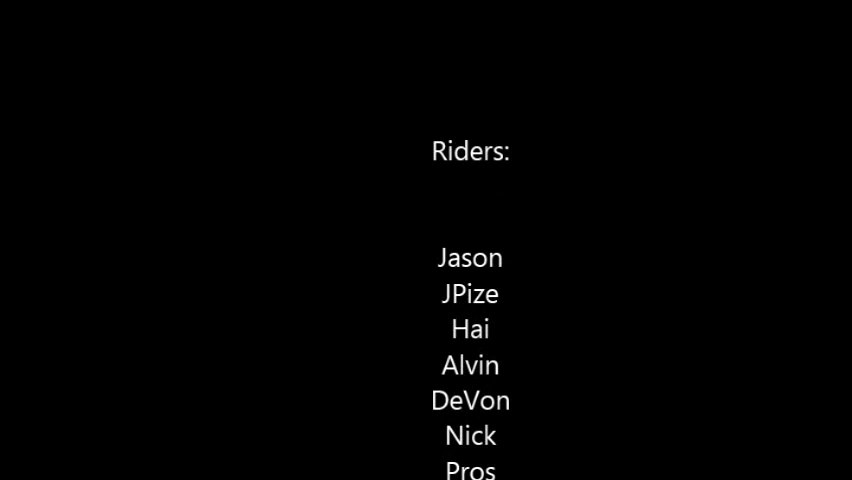 Riders:
Jason
JPize
Hai
Alvin
DeVon
Nick
Pros